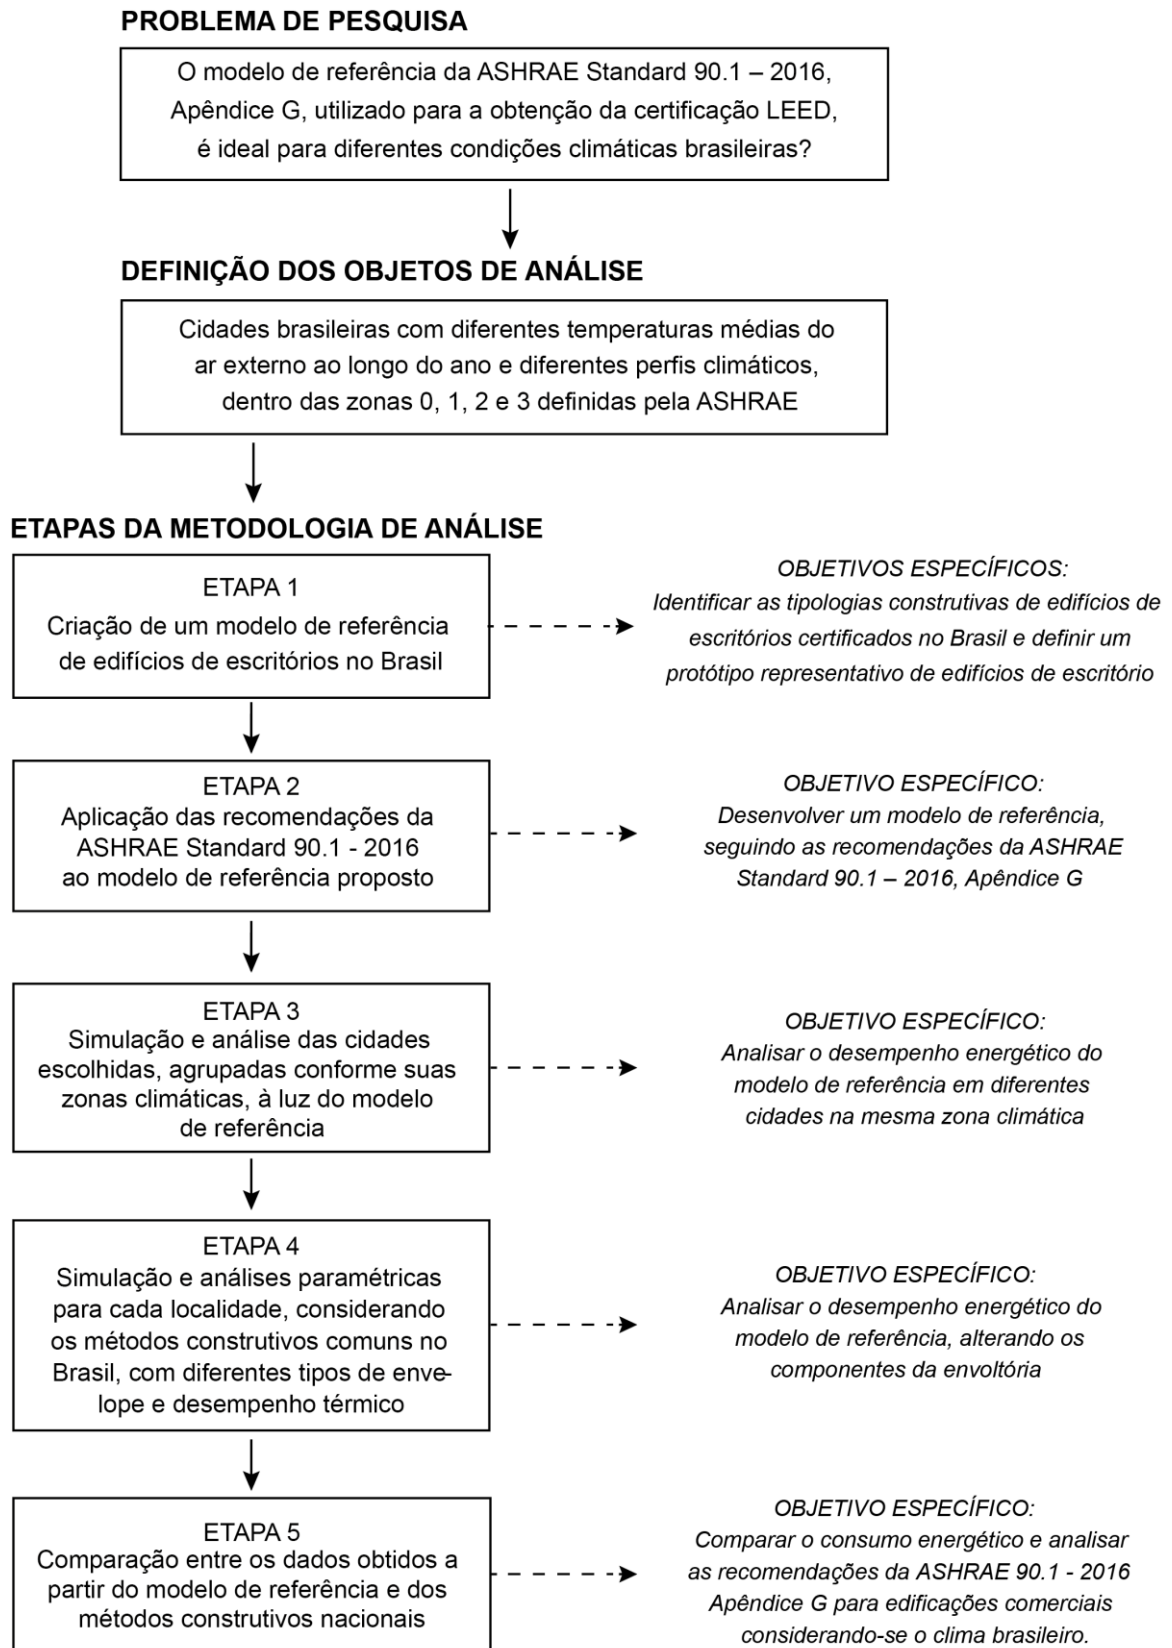 PROBLEMA DE PESQUISA
O modelo de referência da ASHRAE Standard 90.1 – 2016,
Apêndice G, utilizado para a obtenção da certificação LEED,
é ideal para diferentes condições climáticas brasileiras?
DEFINIÇÃO DOS OBJETOS DE ANÁLISE
Cidades brasileiras com diferentes temperaturas médias do
ar externo ao longo do ano e diferentes perfis climáticos,
dentro das zonas 0, 1, 2 e 3 definidas pela ASHRAE
ETAPAS DA METODOLOGIA DE ANÁLISE
ETAPA 1
Criação de um modelo de referência
de edifícios de escritórios no Brasil
OBJETIVOS ESPECÍFICOS:
Identificar as tipologias construtivas de edifícios de
escritórios certificados no Brasil e definir um
protótipo representativo de edifícios de escritório
ETAPA 2
Aplicação das recomendações da
ASHRAE Standard 90.1 - 2016
ao modelo de referência proposto
OBJETIVO ESPECÍFICO:
Desenvolver um modelo de referência,
seguindo as recomendações da ASHRAE
Standard 90.1 – 2016, Apêndice G
ETAPA 3
Simulação e análise das cidades
escolhidas, agrupadas conforme suas
zonas climáticas, à luz do modelo
de referência
OBJETIVO ESPECÍFICO:
Analisar o desempenho energético do
modelo de referência em diferentes
cidades na mesma zona climática
ETAPA 4
Simulação e análises paramétricas
para cada localidade, considerando
os métodos construtivos comuns no
Brasil, com diferentes tipos de enve-
lope e desempenho térmico
OBJETIVO ESPECÍFICO:
Analisar o desempenho energético do
modelo de referência, alterando os
componentes da envoltória
ETAPA 5
Comparação entre os dados obtidos a
partir do modelo de referência e dos
métodos construtivos nacionais
OBJETIVO ESPECÍFICO:
Comparar o consumo energético e analisar
as recomendações da ASHRAE 90.1 - 2016
Apêndice G para edificações comerciais
considerando-se o clima brasileiro.